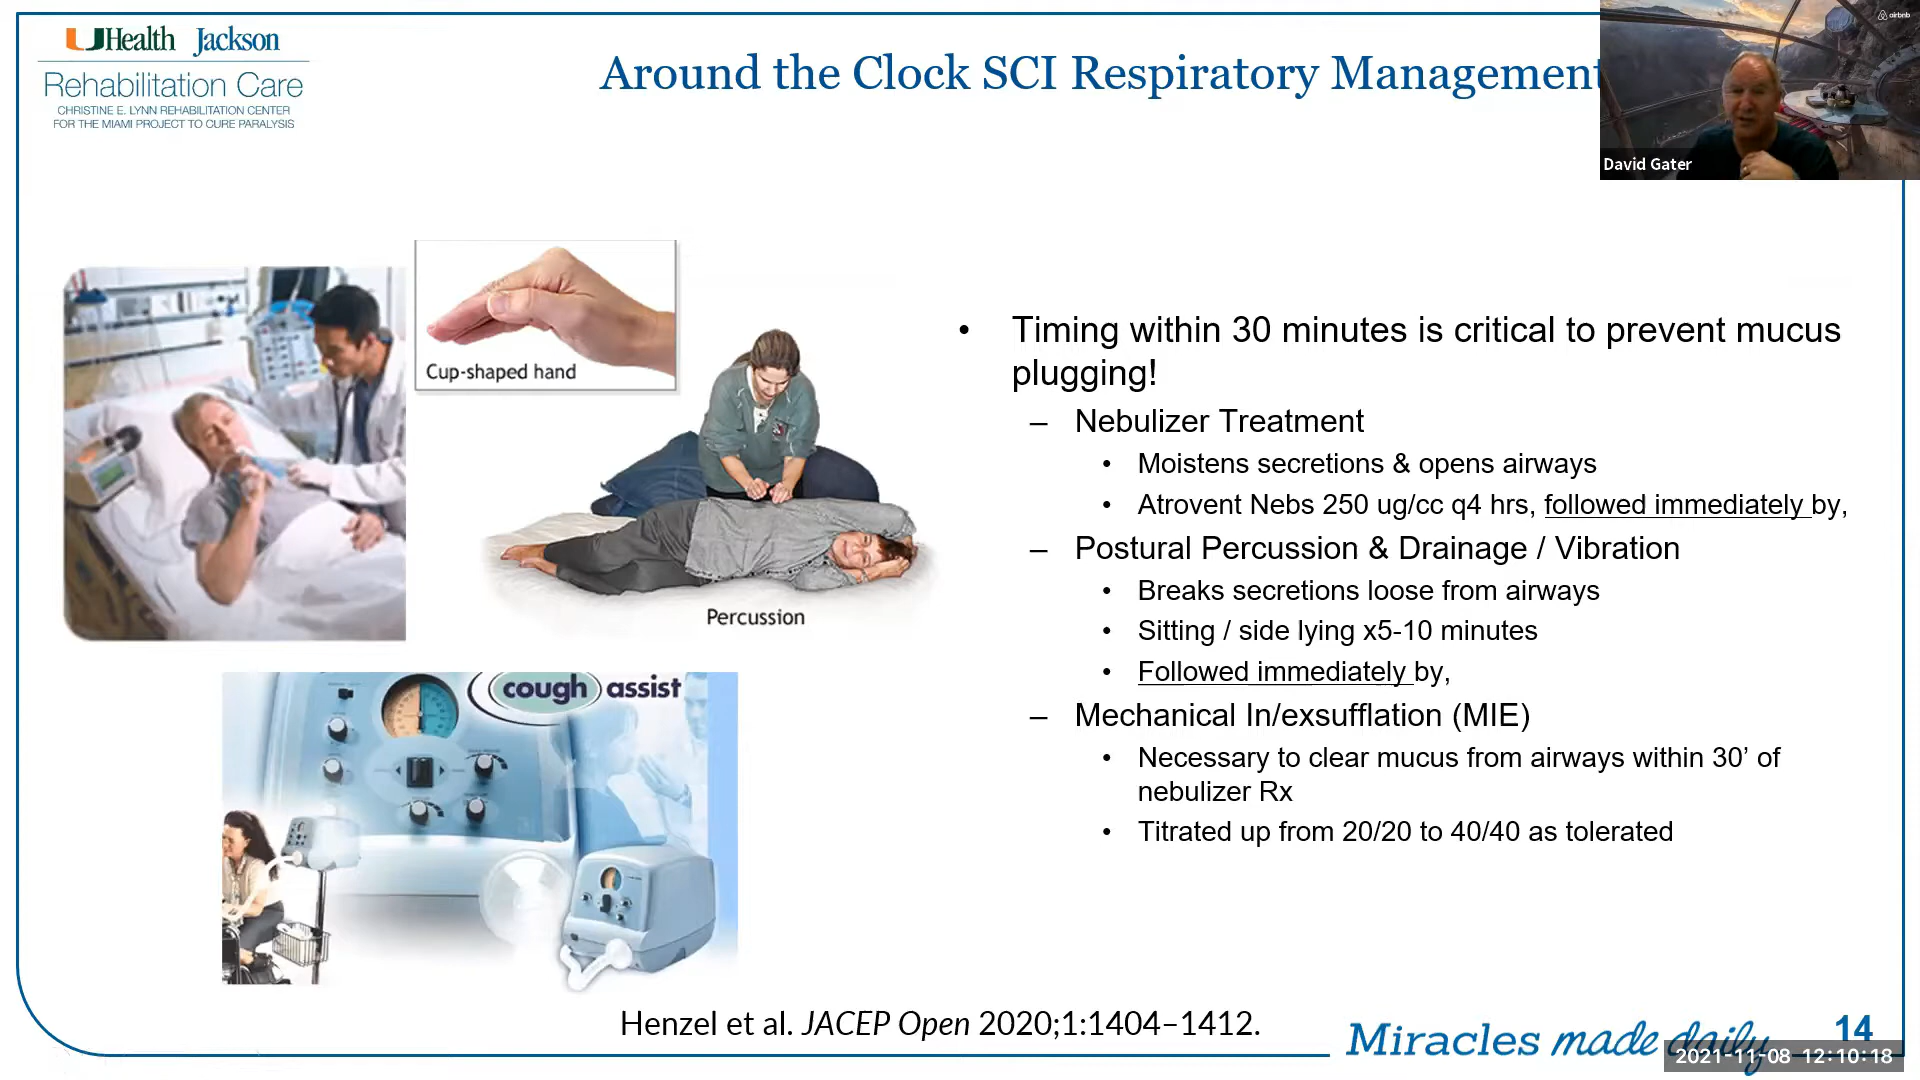 UHealth Jackson
Rehabilitation Care
CHRISTINE E. LYNN REHABILITATION CENTER
FOR THE MIAMI PROJECT TO CURE PARALYSIS
Around the Clock SCI Respiratory Management
airbnb
David Gater
Cup-shaped hand
Percussion
cough assist
• Timing within 30 minutes is critical to prevent mucus
plugging!
– Nebulizer Treatment
• Moistens secretions & opens airways
• Atrovent Nebs 250 ug/cc q4 hrs, followed immediately by,
– Postural Percussion & Drainage / Vibration
• Breaks secretions loose from airways
• Sitting / side lying x5-10 minutes
• Followed immediately by,
– Mechanical In/exsufflation (MIE)
• Necessary to clear mucus from airways within 30’ of
nebulizer Rx
• Titrated up from 20/20 to 40/40 as tolerated
Henzel et al. JACEP Open 2020;1:1404–1412.
Miracles made daily
14
2021-11-08 12:10:18